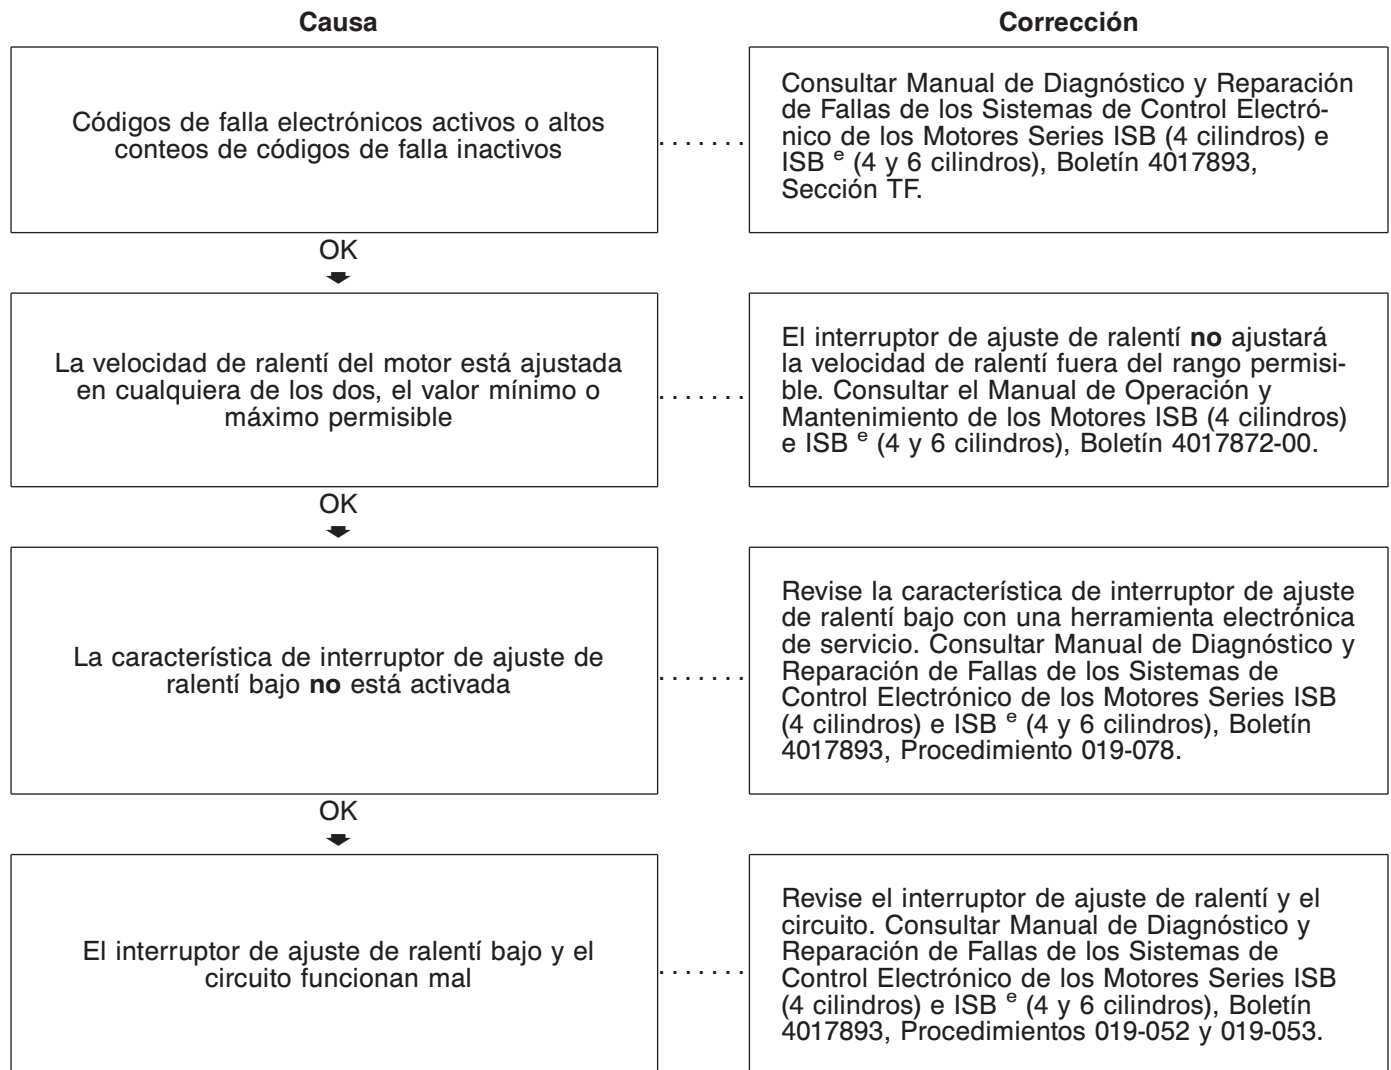 Causa
Corrección
Códigos de falla electrónicos activos o altos
conteos de códigos de falla inactivos
.......
Consultar Manual de Diagnóstico y Reparación
de Fallas de los Sistemas de Control Electró-
nico de los Motores Series ISB (4 cilindros) e
ISB e (4 y 6 cilindros), Boletín 4017893,
Sección TF.
OK
La velocidad de ralentí del motor está ajustada
en cualquiera de los dos, el valor mínimo o
máximo permisible
.......
El interruptor de ajuste de ralentí no ajustará
la velocidad de ralentí fuera del rango permisi-
ble. Consultar el Manual de Operación y
Mantenimiento de los Motores ISB (4 cilindros)
e ISB e (4 y 6 cilindros), Boletín 4017872-00.
OK
La característica de interruptor de ajuste de
ralentí bajo no está activada
.......
Revise la característica de interruptor de ajuste
de ralentí bajo con una herramienta electrónica
de servicio. Consultar Manual de Diagnóstico y
Reparación de Fallas de los Sistemas de
Control Electrónico de los Motores Series ISB
(4 cilindros) e ISB e (4 y 6 cilindros), Boletín
4017893, Procedimiento 019-078.
OK
El interruptor de ajuste de ralentí bajo y el
circuito funcionan mal
.......
Revise el interruptor de ajuste de ralentí y el
circuito. Consultar Manual de Diagnóstico y
Reparación de Fallas de los Sistemas de
Control Electrónico de los Motores Series ISB
(4 cilindros) e ISB e (4 y 6 cilindros), Boletín
4017893, Procedimientos 019-052 y 019-053.